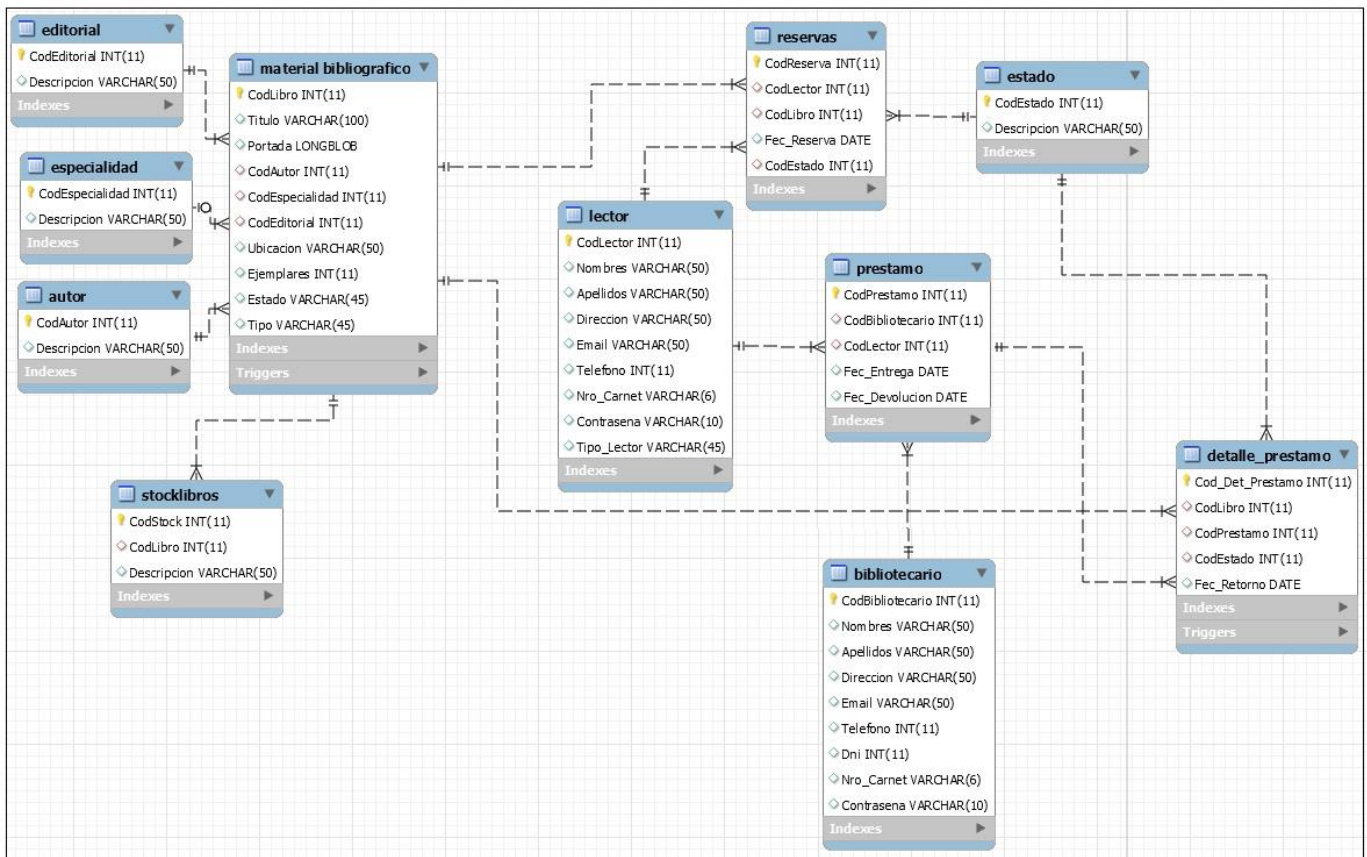 editorial
CodEditorial INT(11)
Descripcion VARCHAR(50)
Indexes
especialidad
CodEspecialidad INT(11)
Descripcion VARCHAR(50)
Indexes
autor
CodAutor INT(11)
Descripcion VARCHAR(50)
Indexes
material bibliografico
CodLibro INT(11)
Titulo VARCHAR(100)
Portada LONGBLOB
CodAutor INT(11)
CodEspecialidad INT(11)
CodEditorial INT(11)
Ubicacion VARCHAR(50)
Ejemplares INT(11)
Estado VARCHAR(45)
Tipo VARCHAR(45)
Indexes
Triggers
stocklibros
CodStock INT(11)
CodLibro INT(11)
Descripcion VARCHAR(50)
Indexes
reservas
CodReserva INT(11)
CodLector INT(11)
CodLibro INT(11)
Fec_Reserva DATE
CodEstado INT(11)
Indexes
estado
CodEstado INT(11)
Descripcion VARCHAR(50)
Indexes
lector
CodLector INT(11)
Nombres VARCHAR(50)
Apellidos VARCHAR(50)
Direccion VARCHAR(50)
Email VARCHAR(50)
Telefono INT(11)
Nro_Carnet VARCHAR(6)
Contrasena VARCHAR(10)
Tipo_Lector VARCHAR(45)
Indexes
prestamo
CodPrestamo INT(11)
CodBibliotecario INT(11)
CodLector INT(11)
Fec_Entrega DATE
Fec_Devolucion DATE
Indexes
bibliotecario
CodBibliotecario INT(11)
Nombres VARCHAR(50)
Apellidos VARCHAR(50)
Direccion VARCHAR(50)
Email VARCHAR(50)
Telefono INT(11)
Dni INT(11)
Nro_Carnet VARCHAR(6)
Contrasena VARCHAR(10)
Indexes
detalle_prestamo
Cod_Det_Prestamo INT(11)
CodLibro INT(11)
CodPrestamo INT(11)
CodEstado INT(11)
Fec_Retorno DATE
Indexes
Triggers